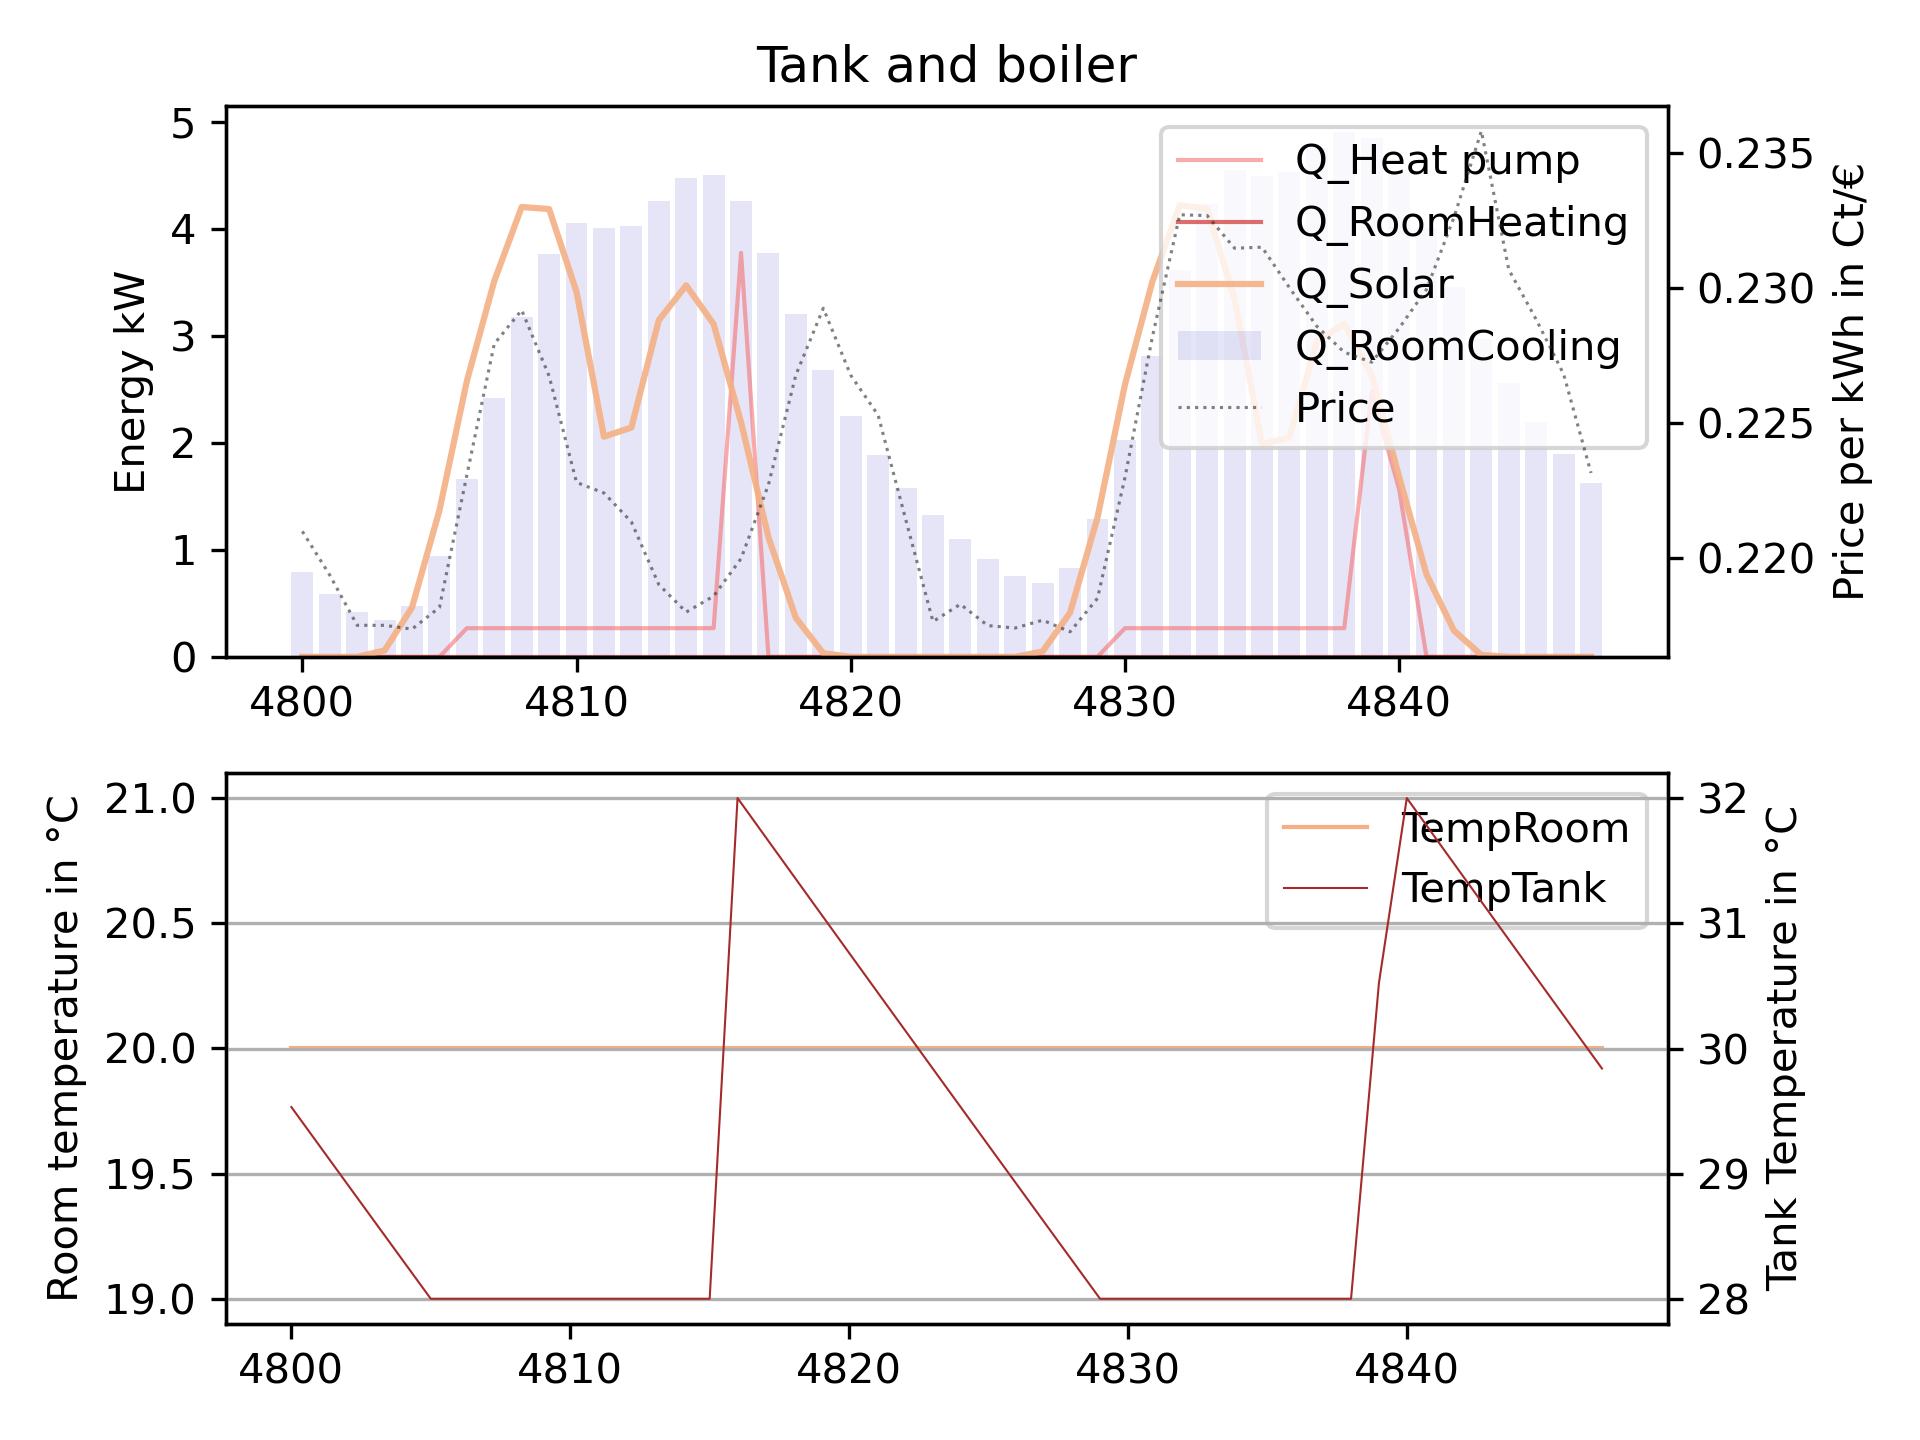 Tank and boiler
5
4
3
2
1
0
Energy kW
0.235
0.230
0.225
0.220
Price per kWh in Ct/€
Q_Heat pump
Q_RoomHeating
Q_Solar
Q_RoomCooling
Price
4800 4810 4820 4830 4840
21.0
20.5
20.0
19.5
19.0
Room temperature in °C
32
31
30
29
28
Tank Temperature in °C
TempRoom
TempTank
4800 4810 4820 4830 4840